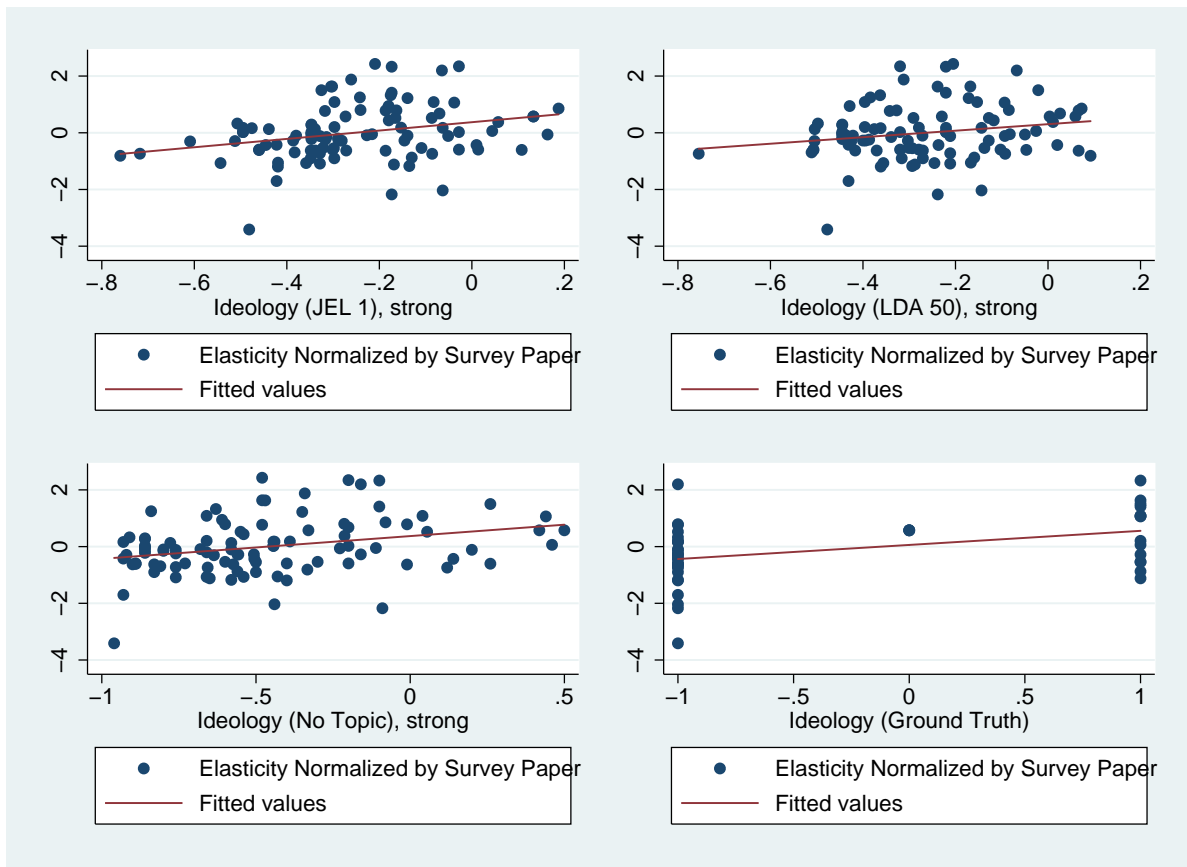 2
0
−2
−4
−.8 −.6 −.4 −.2 0 .2
Ideology (JEL 1), strong
Elasticity Normalized by Survey Paper
Fitted values
2
0
−2
−4
−.8 −.6 −.4 −.2 0 .2
Ideology (LDA 50), strong
Elasticity Normalized by Survey Paper
Fitted values
2
0
−2
−4
−1 −.5 0 .5
Ideology (No Topic), strong
Elasticity Normalized by Survey Paper
Fitted values
2
0
−2
−4
−1 −.5 0 .5 1
Ideology (Ground Truth)
Elasticity Normalized by Survey Paper
Fitted values